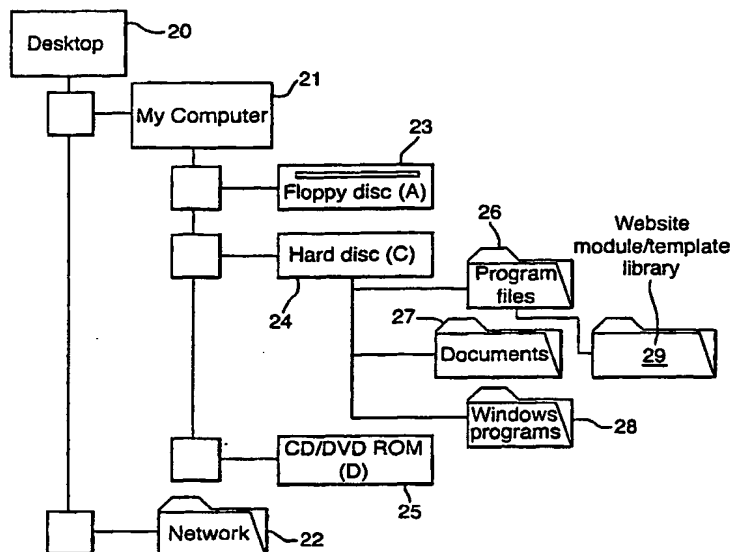 20
Desktop
21
My Computer
23
Floppy disc (A)
26
Website
module/template
library
Hard disc (C)
Program
files
24
27
Documents
29
Windows
programs
28
CD/DVD ROM
(D)
25
Network
22